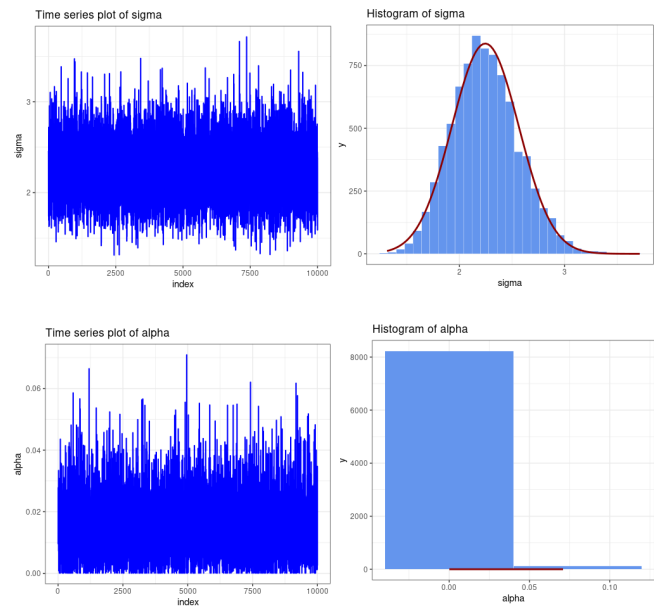 Time series plot of sigma
3
2
sigma
0
2500
5000
7500
10000
index
Histogram of sigma
750
500
250
0
y
2
3
sigma
Time series plot of alpha
0.06
0.04
0.02
0.00
alpha
0
2500
5000
7500
10000
index
Histogram of alpha
8000
6000
4000
2000
0
y
0.00
0.05
0.10
alpha